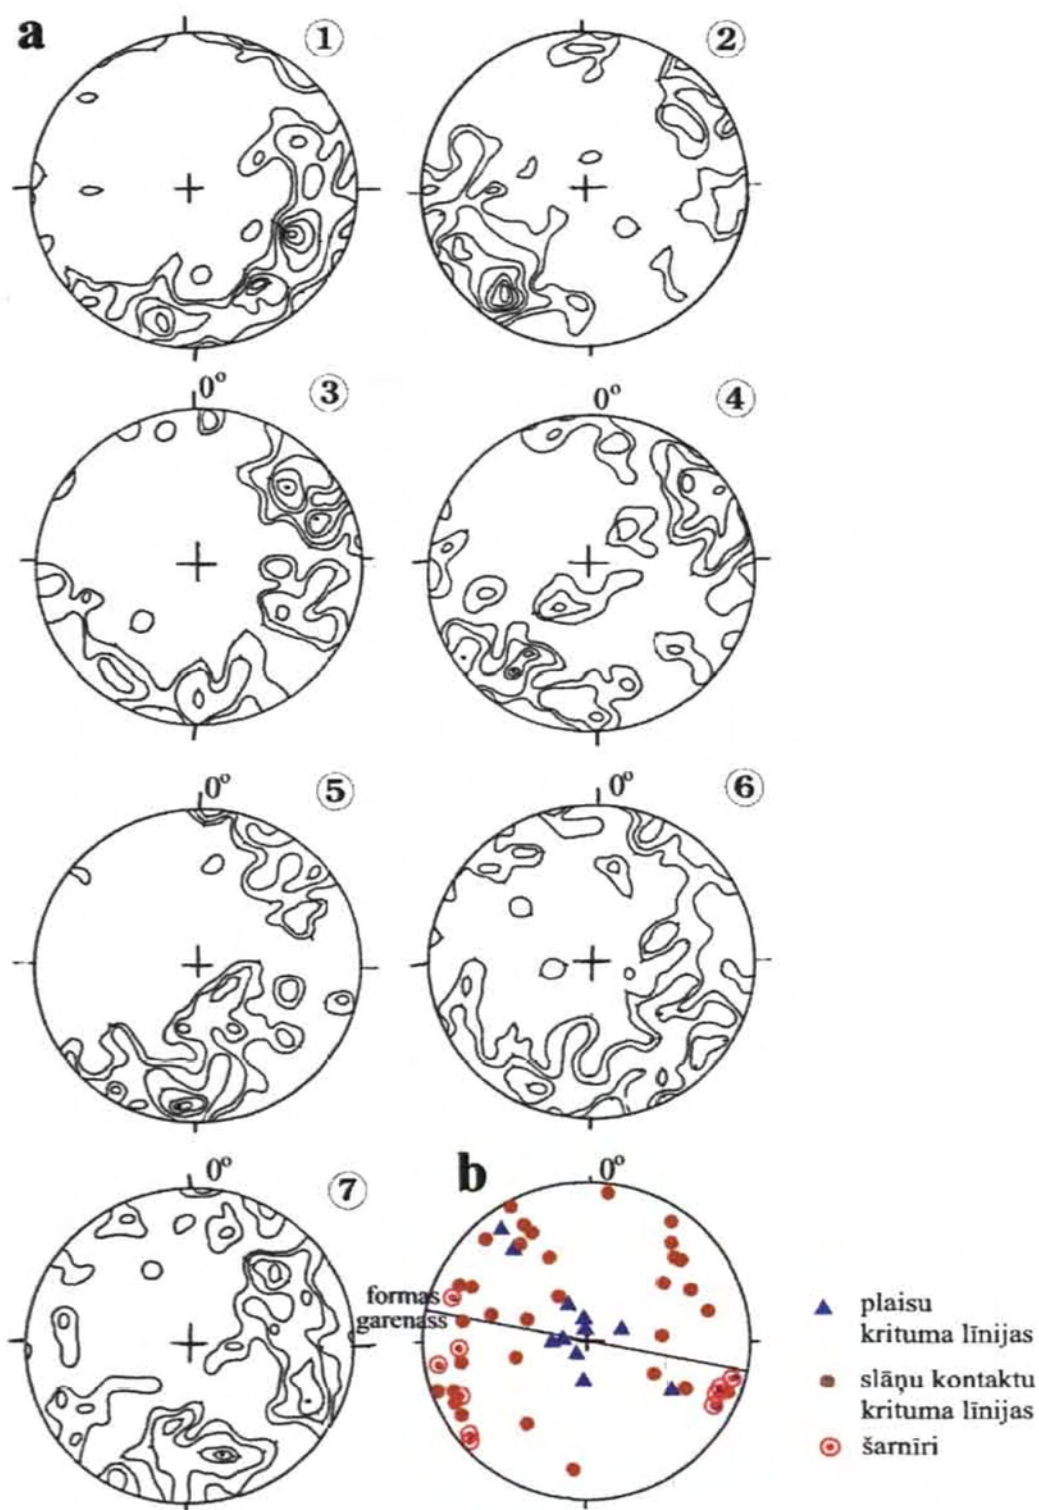 a
1
2
0°
3
0°
4
0°
5
0°
6
0°
7
b
0°
formas
garenass
plaisu
krituma līnijas
slāņu kontaktu
krituma līnijas
šarnīri